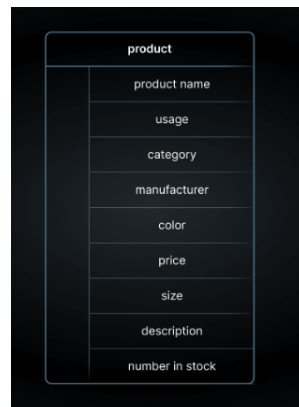 product
product name
usage
category
manufacturer
color
price
size
description
number in stock